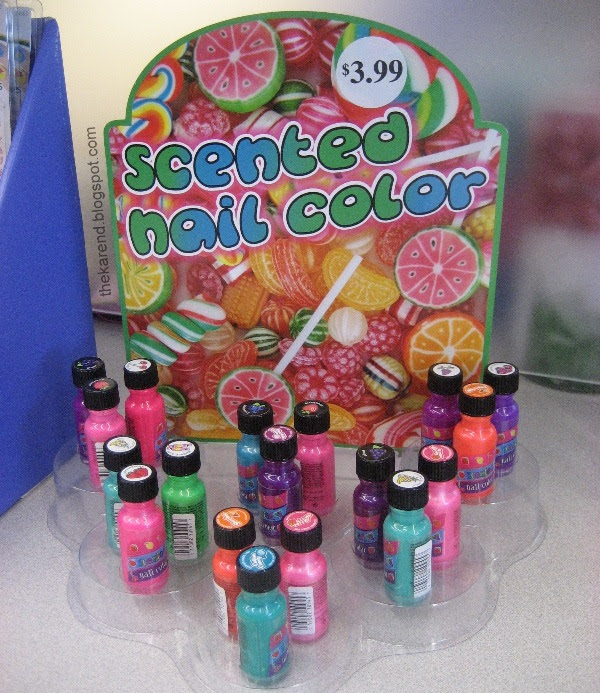 $3.99
scented
nail color
thekarend.blogspot.com